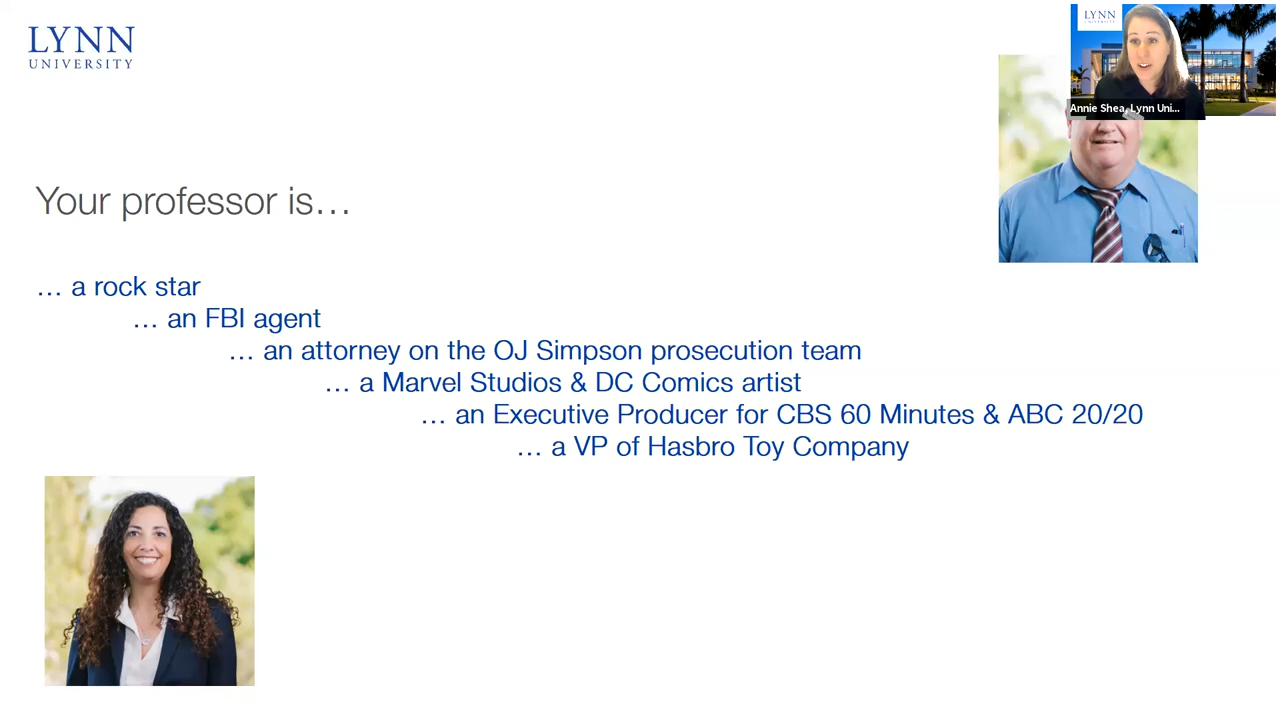 LYNN
UNIVERSITY
LYNN
Annie Shea, Lynn Uni...
Your professor is…
… a rock star
… an FBI agent
… an attorney on the OJ Simpson prosecution team
… a Marvel Studios & DC Comics artist
… an Executive Producer for CBS 60 Minutes & ABC 20/20
… a VP of Hasbro Toy Company